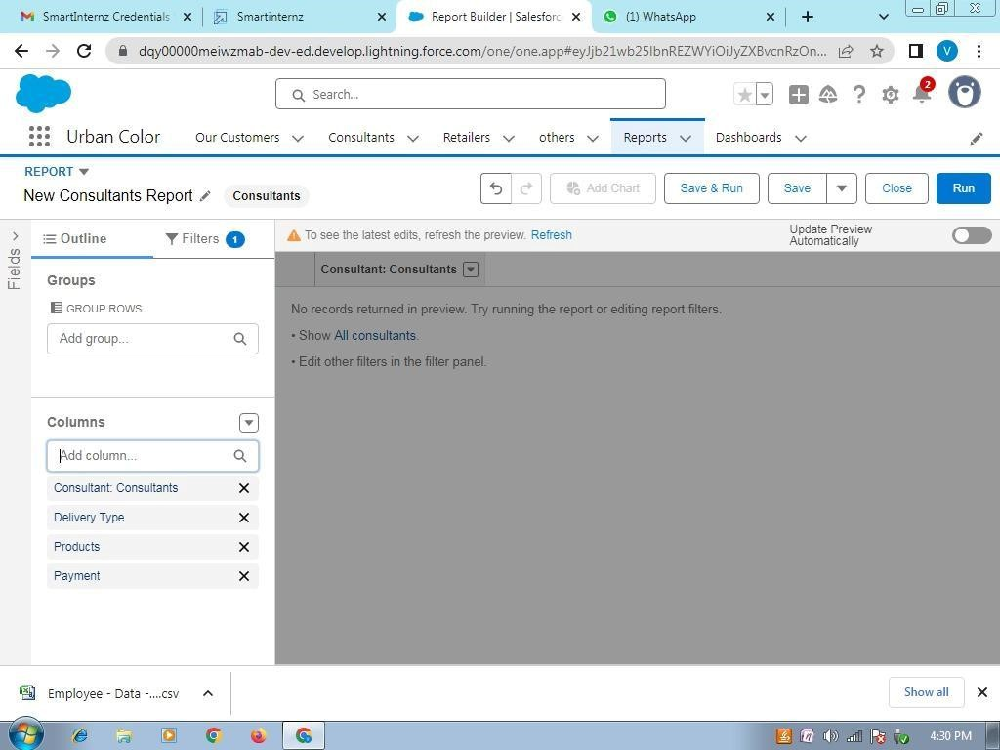 SmartInternz Credentials
Smartinternz
Report Builder | Salesforc
(1) WhatsApp
dqy00000meiwzmab-dev-ed.develop.lightning.force.com/one/one.app#eyJjb21wb25lbnREZWYiOiJyZXBvcnRzOn...
V
Search...
2
Urban Color
Our Customers
Consultants
Retailers
others
Reports
Dashboards
REPORT
New Consultants Report
Consultants
Add Chart
Save & Run
Save
Close
Run
Fields
Outline
Filters 1
To see the latest edits, refresh the preview. Refresh
Update Preview
Automatically
Groups
GROUP ROWS
Add group...
Columns
Add column...
Consultant: Consultants
Delivery Type
Products
Payment
Consultant: Consultants
No records returned in preview. Try running the report or editing report filters.
• Show All consultants.
• Edit other filters in the filter panel.
Employee - Data -....csv
Show all
4:30 PM